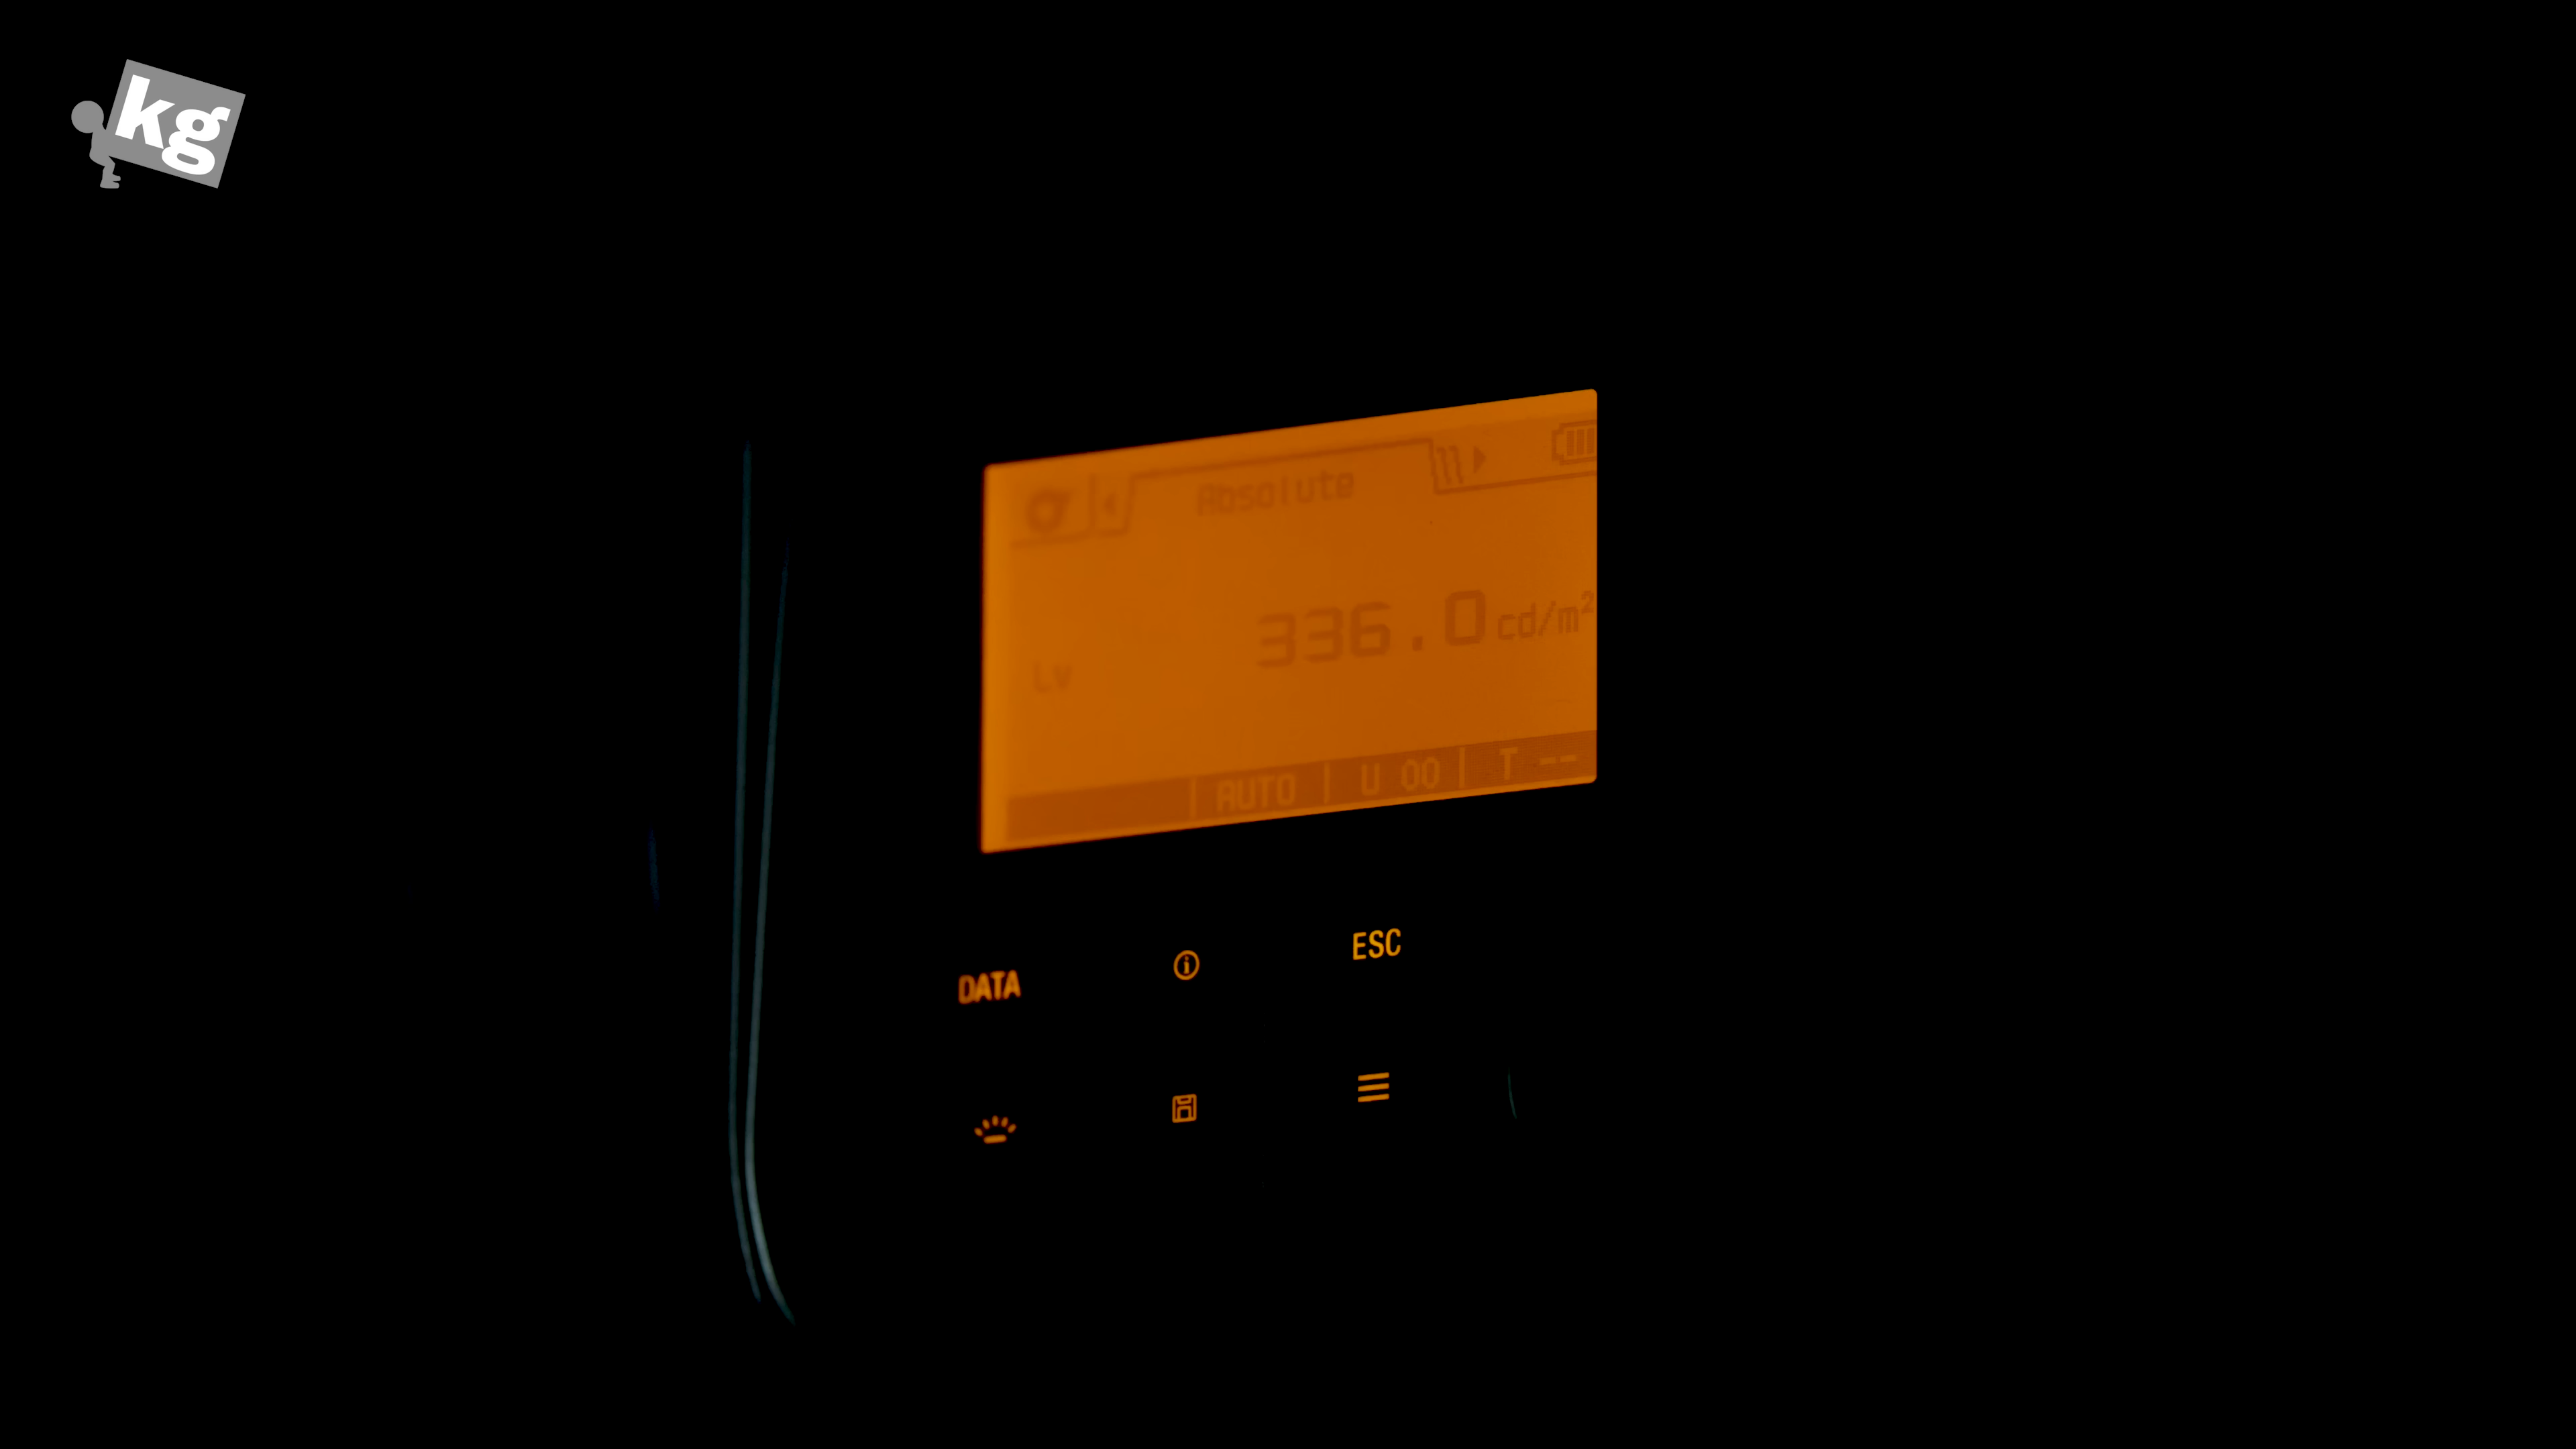 kg
Absolute
Lv 336.0 cd/m²
AUTO | U 00 | T --
DATA ESC